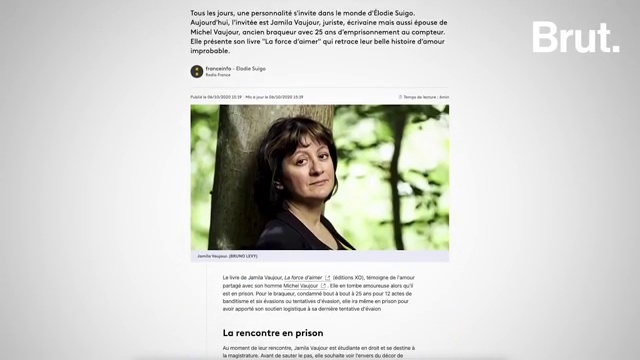 Tous les jours, une personnalité s'invite dans le monde d'Élodie Suigo.
Aujourd'hui, l'invitée est Jamila Vaujour, juriste, écrivaine mais aussi épouse de
Michel Vaujour, ancien braqueur avec 25 ans d'emprisonnement au compteur.
Elle présente son livre "La force d'aimer" qui retrace leur belle histoire d'amour
improbable.
Brut.
franceinfo - Elodie Suigo
Radio France
Publié le 06/10/2020 15:19 Mis à jour le 06/10/2020 15:19
Temps de lecture : 6min
Jamila Vaujour. (BRUNO LEVY)
Le livre de Jamila Vaujour, La force d'aimer (éditions XO), témoigne de l'amour
partagé avec son homme Michel Vaujour. Elle en tombe amoureuse alors qu'il
est en prison. Pour le braqueur, condamné bout à bout à 25 ans pour 12 actes de
banditisme et six évasions ou tentatives d'évasion, elle ira même en prison pour
avoir apporté son soutien logistique à sa dernière tentative d'évaion
La rencontre en prison
Au moment de leur rencontre, Jamila Vaujour est étudiante en droit et se destine à
la magistrature. Avant de sauter le pas, elle souhaite voir l'envers du décor de